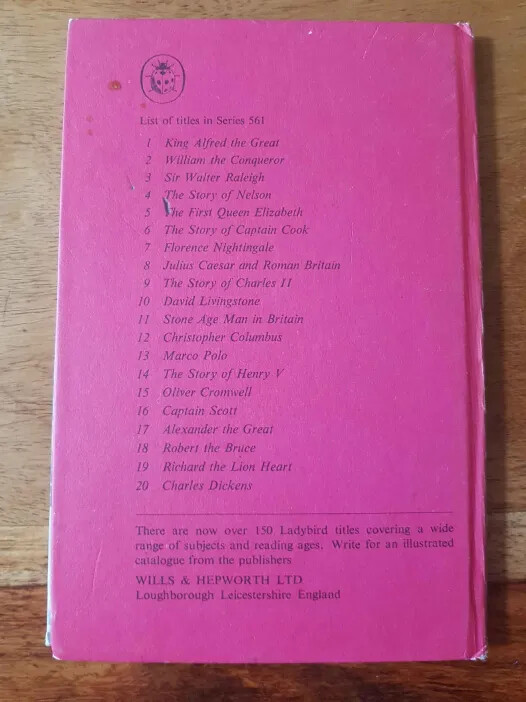 List of titles in Series 561
1 King Alfred the Great
2 William the Conqueror
3 Sir Walter Raleigh
4 The Story of Nelson
5 The First Queen Elizabeth
6 The Story of Captain Cook
7 Florence Nightingale
8 Julius Caesar and Roman Britain
9 The Story of Charles II
10 David Livingstone
11 Stone Age Man in Britain
12 Christopher Columbus
13 Marco Polo
14 The Story of Henry V
15 Oliver Cromwell
16 Captain Scott
17 Alexander the Great
18 Robert the Bruce
19 Richard the Lion Heart
20 Charles Dickens
There are now over 150 Ladybird titles covering a wide
range of subjects and reading ages. Write for an illustrated
catalogue from the publishers
WILLS & HEPWORTH LTD
Loughborough Leicestershire England